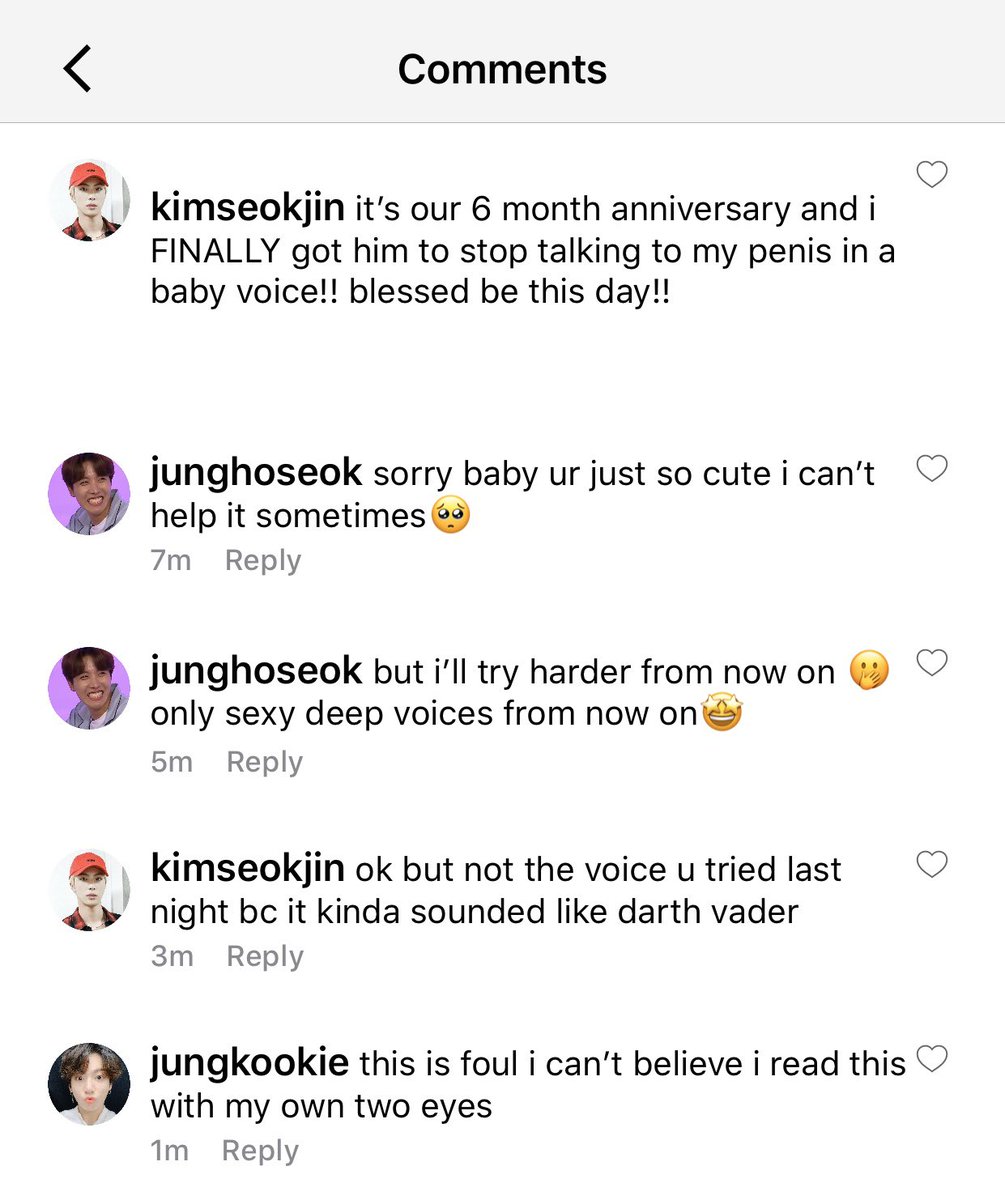 Comments
kimseokjin it’s our 6 month anniversary and i
FINALLY got him to stop talking to my penis in a
baby voice!! blessed be this day!!
junghoseok sorry baby ur just so cute i can’t
help it sometimes🥺
7m Reply
junghoseok but i’ll try harder from now on 🤭
only sexy deep voices from now on🤩
5m Reply
kimseokjin ok but not the voice u tried last
night bc it kinda sounded like darth vader
3m Reply
jungkookie this is foul i can’t believe i read this
with my own two eyes
1m Reply